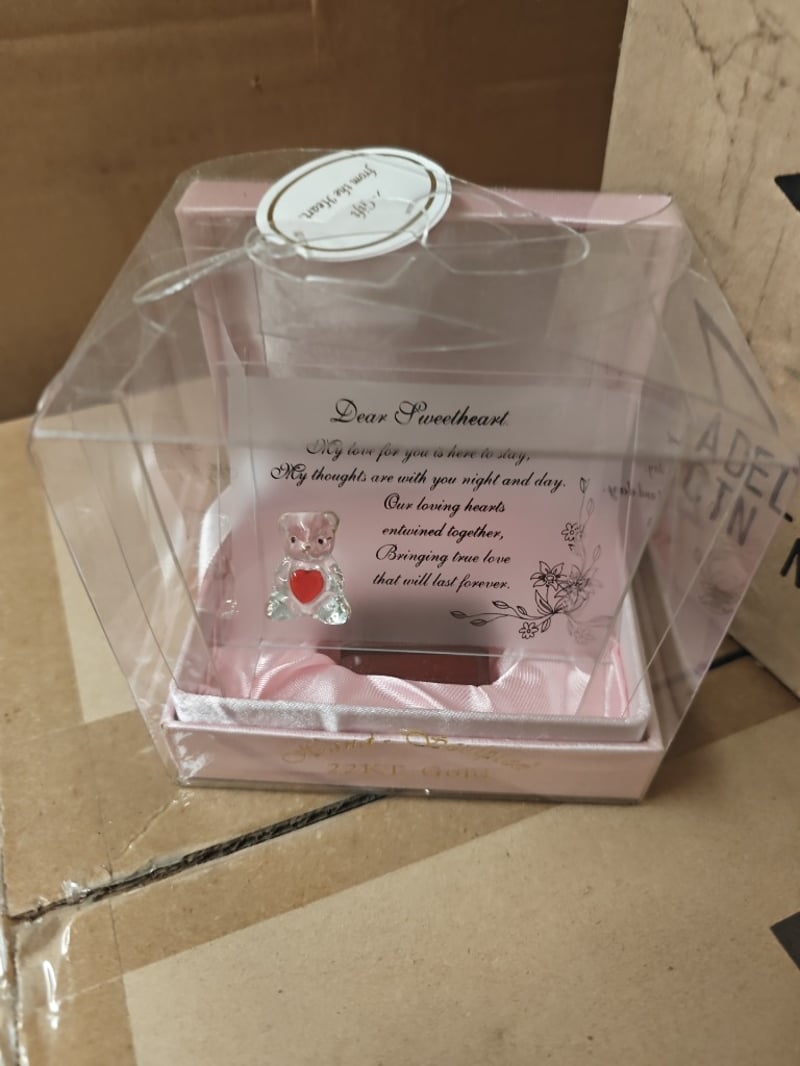 Gift
from the Heart
Dear Sweetheart
My love for you is here to stay,
My thoughts are with you night and day.
Our loving hearts
entwined together,
Bringing true love
that will last forever.
22KT. Gold
CTN